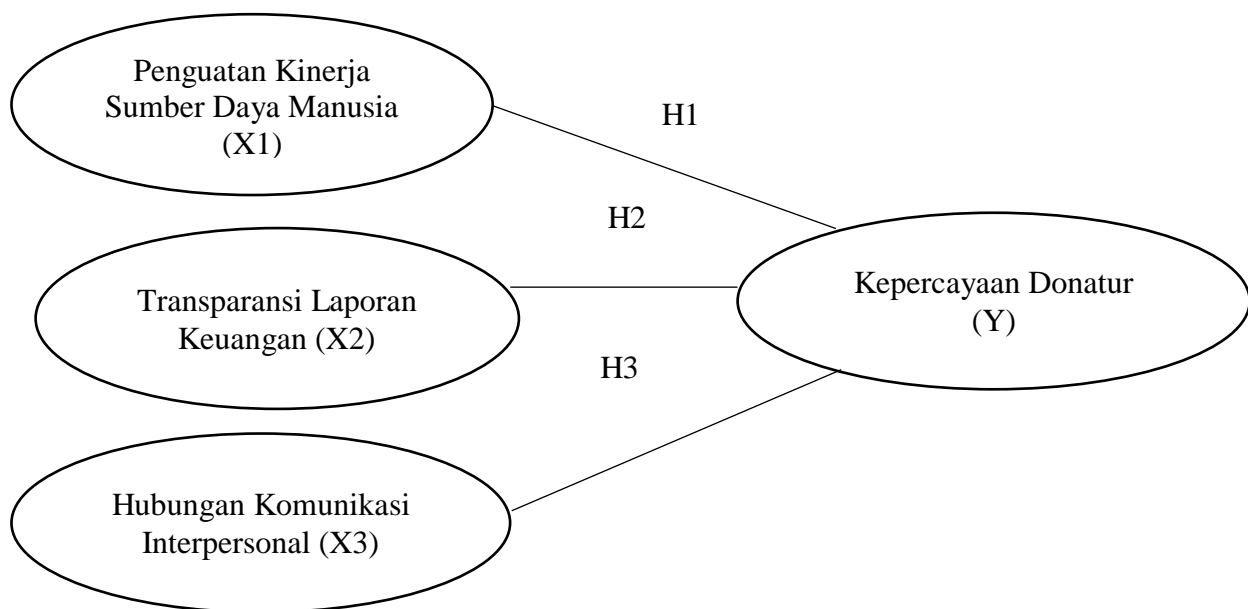 Penguatan Kinerja
Sumber Daya Manusia
(X1)
H1
H2
Transparansi Laporan
Keuangan (X2)
Kepercayaan Donatur
(Y)
H3
Hubungan Komunikasi
Interpersonal (X3)